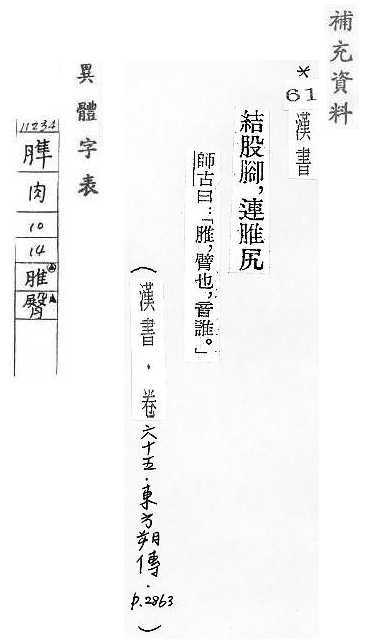 補充資料
*61 漢書
結股腳,連脽尻
師古曰:「脽,臀也,音誰。」
(漢書.卷六十五.東方朔傳.p.2863)
異體字表
11234
䏝
肉
10
14
脽
臀